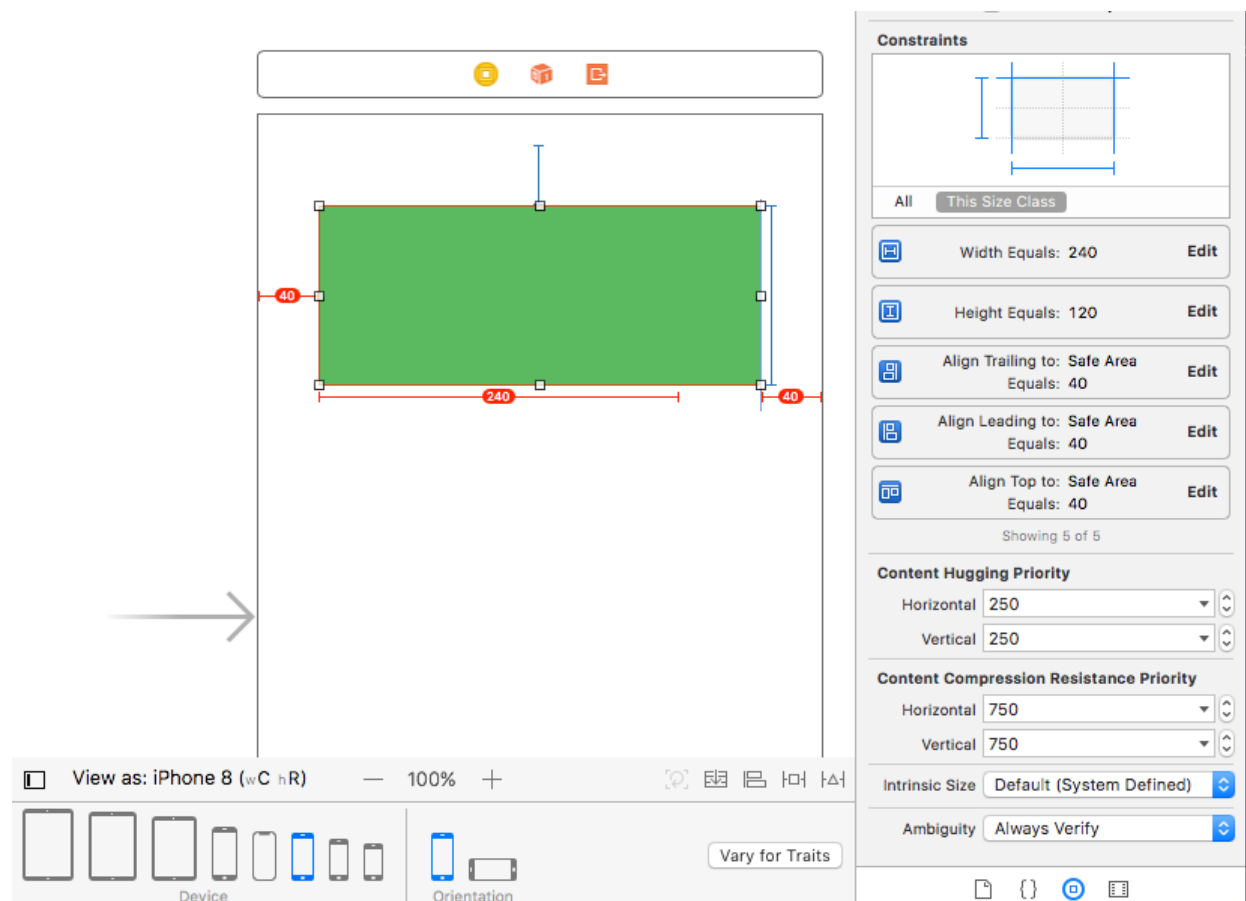 Constraints
All This Size Class
Width Equals: 240 Edit
Height Equals: 120 Edit
Align Trailing to: Safe Area
Equals: 40 Edit
Align Leading to: Safe Area
Equals: 40 Edit
Align Top to: Safe Area
Equals: 40 Edit
Showing 5 of 5
Content Hugging Priority
Horizontal 250
Vertical 250
Content Compression Resistance Priority
Horizontal 750
Vertical 750
Intrinsic Size Default (System Defined)
Ambiguity Always Verify
{ }
40
240 40
View as: iPhone 8 (wC hR) — 100% +
Vary for Traits
Device Orientation